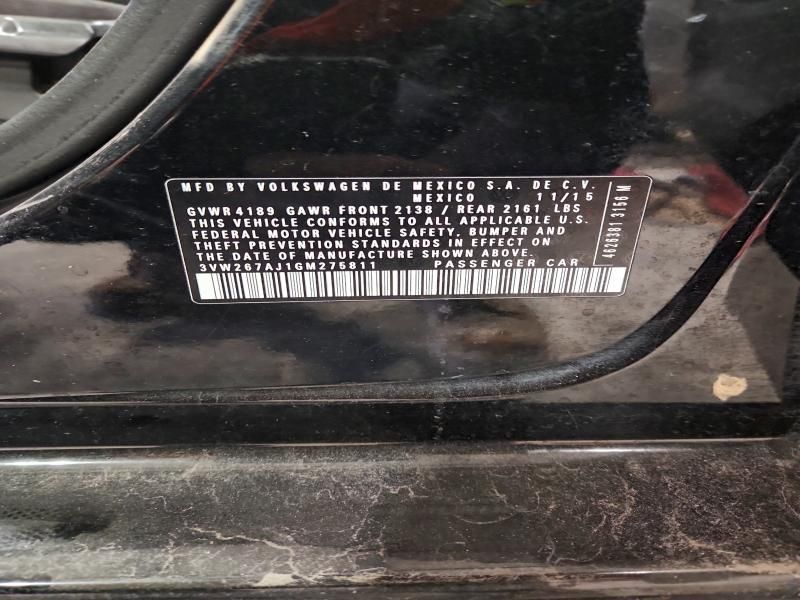 MFD BY VOLKSWAGEN DE MEXICO S.A. DE C.V.
MEXICO 11/15
GVWR 4189 GAWR FRONT 2138 / REAR 2161 LBS
THIS VEHICLE CONFORMS TO ALL APPLICABLE U.S.
FEDERAL MOTOR VEHICLE SAFETY, BUMPER AND
THEFT PREVENTION STANDARDS IN EFFECT ON
THE DATE OF MANUFACTURE SHOWN ABOVE.
3VW267AJ1GM275811 PASSENGER CAR
4626381 3156 M